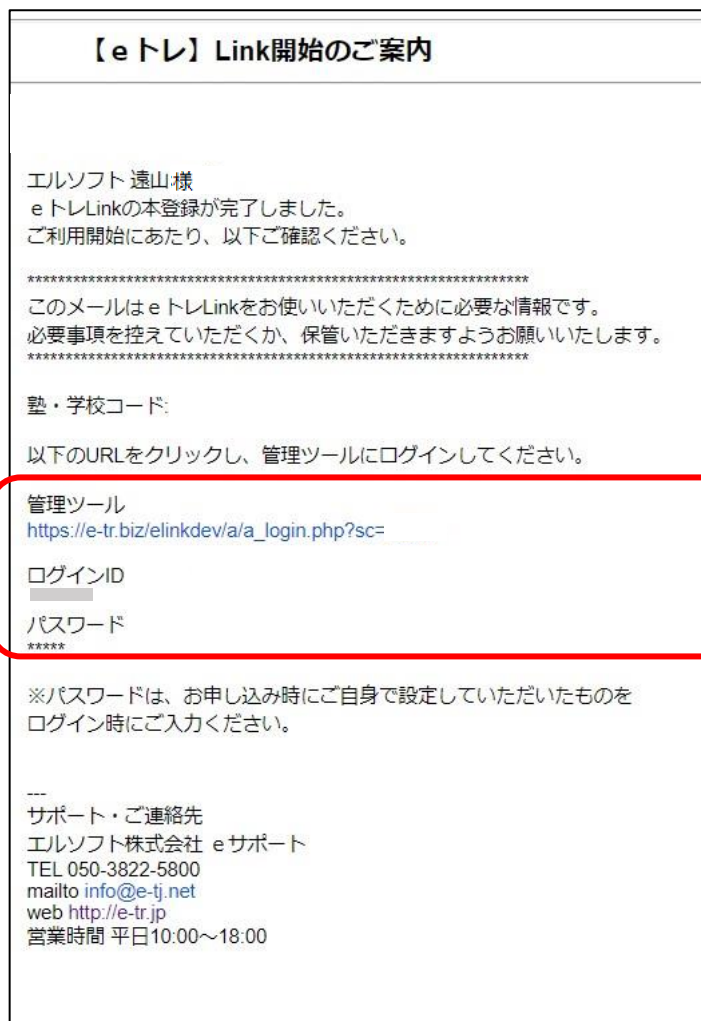 【ｅトレ】Link開始のご案内
エルソフト 遠山 様
ｅトレLinkの本登録が完了しました。
ご利用開始にあたり、以下ご確認ください。
******************************************************************
このメールはｅトレLinkをお使いいただくために必要な情報です。
必要事項を控えていただくか、保管いただきますようお願いいたします。
******************************************************************
塾・学校コード:
以下のURLをクリックし、管理ツールにログインしてください。
管理ツール
https://e-tr.biz/elinkdev/a/a_login.php?sc=
ログインID
パスワード
*****
※パスワードは、お申し込み時にご自身で設定していただいたものを
ログイン時にご入力ください。
---
サポート・ご連絡先
エルソフト株式会社 ｅサポート
TEL 050-3822-5800
mailto info@e-tj.net
web http://e-tr.jp
営業時間 平日10:00～18:00